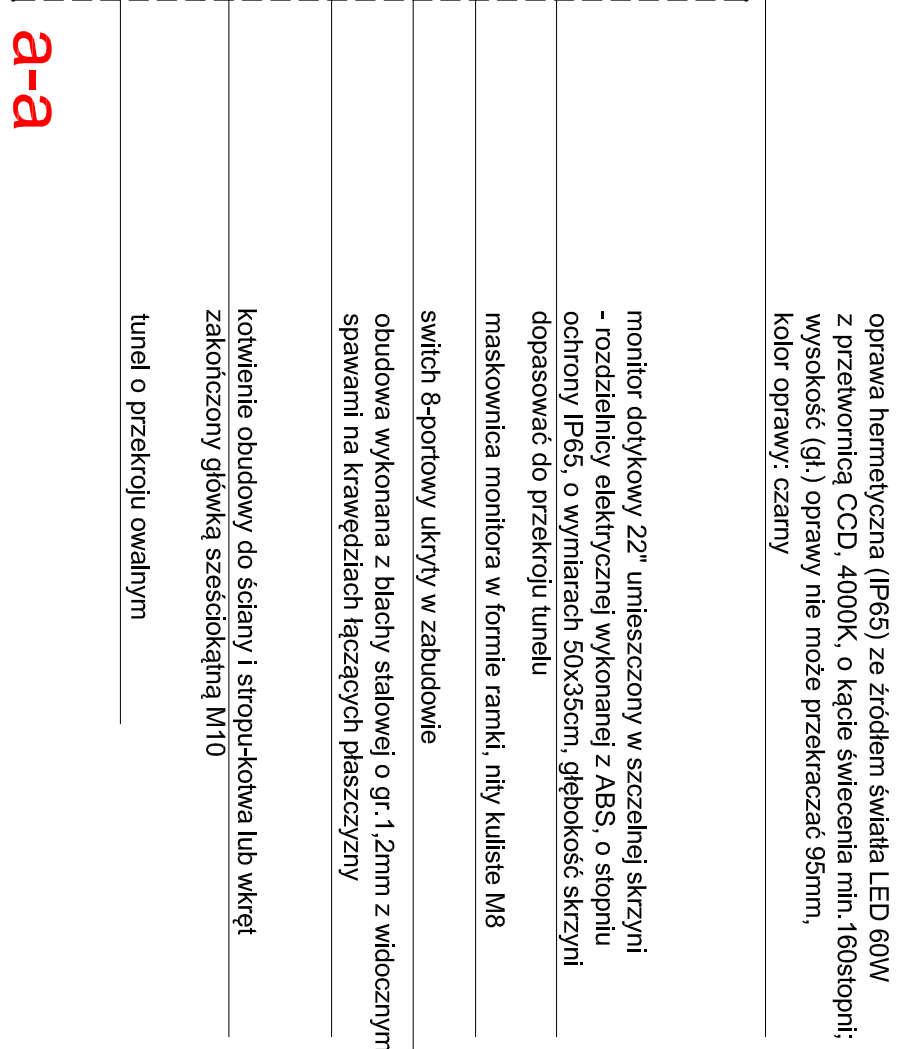 oprawa hermetyczna (IP65) ze źródłem światła LED 60W
z przetwornicą CCD, 4000K, o kącie świecenia min.160stopni;
wysokość (gł.) oprawy nie może przekraczać 95mm,
kolor oprawy: czarny
monitor dotykowy 22" umieszczony w szczelnej skrzyni
- rozdzielnicy elektrycznej wykonanej z ABS, o stopniu
ochrony IP65, o wymiarach 50x35cm, głębokość skrzyni
dopasować do przekroju tunelu
maskownica monitora w formie ramki, nity kuliste M8
switch 8-portowy ukryty w zabudowie
obudowa wykonana z blachy stalowej o gr.1,2mm z widocznym
spawami na krawędziach łączących płaszczyzny
kotwienie obudowy do ściany i stropu-kotwa lub wkręt
zakończony główką sześciokątną M10
tunel o przekroju owalnym
a-a